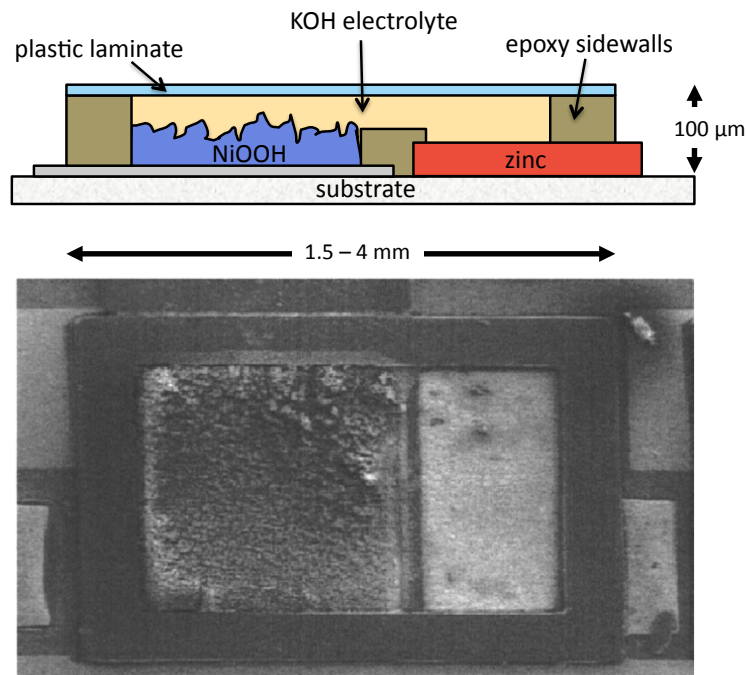 KOH electrolyte
plastic laminate
epoxy sidewalls
100 µm
NiOOH
zinc
substrate
1.5 – 4 mm